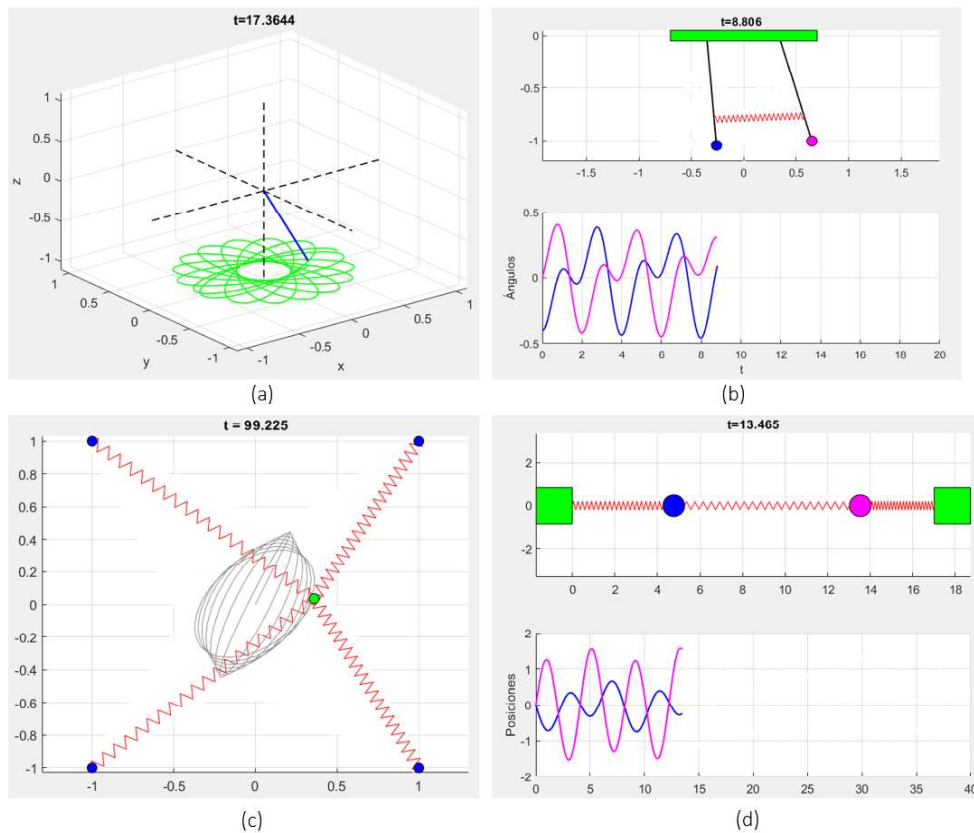 t=17.3644
1
0.5
0
-0.5
-1
z
1
0.5
0
-0.5
-1
y
-1
-0.5
0
0.5
1
x
(a)
t=8.806
0
-0.5
-1
-1.5
-1
-0.5
0
0.5
1
1.5
0.5
0
-0.5
Ángulos
0 2 4 6 8 10 12 14 16 18 20
t
(b)
t = 99.225
1
0.8
0.6
0.4
0.2
0
-0.2
-0.4
-0.6
-0.8
-1
-1 -0.5 0 0.5 1
(c)
t=13.465
2
0
-2
0 2 4 6 8 10 12 14 16 18
2
1
0
-1
-2
Posiciones
0 5 10 15 20 25 30 35 40
(d)